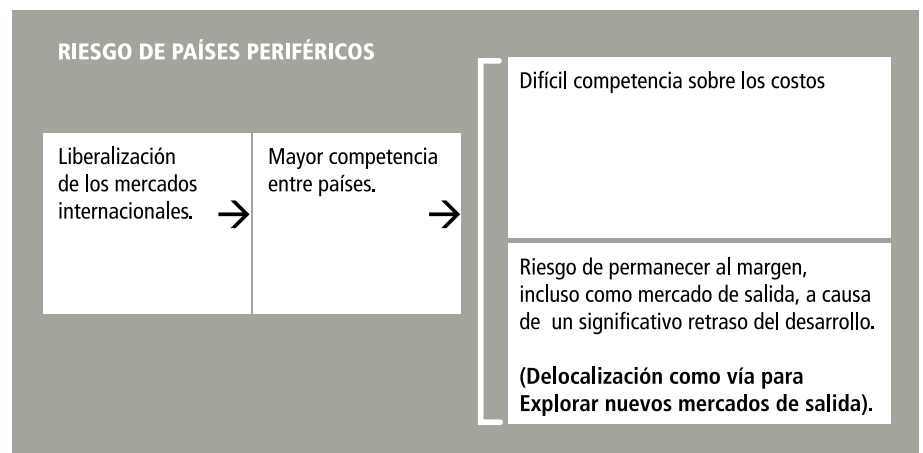 RIESGO DE PAÍSES PERIFÉRICOS
Liberalización
de los mercados
internacionales.
→
Mayor competencia
entre países.
→
Difícil competencia sobre los costos
Riesgo de permanecer al margen,
incluso como mercado de salida, a causa
de un significativo retraso del desarrollo.
(Delocalización como vía para
Explorar nuevos mercados de salida).